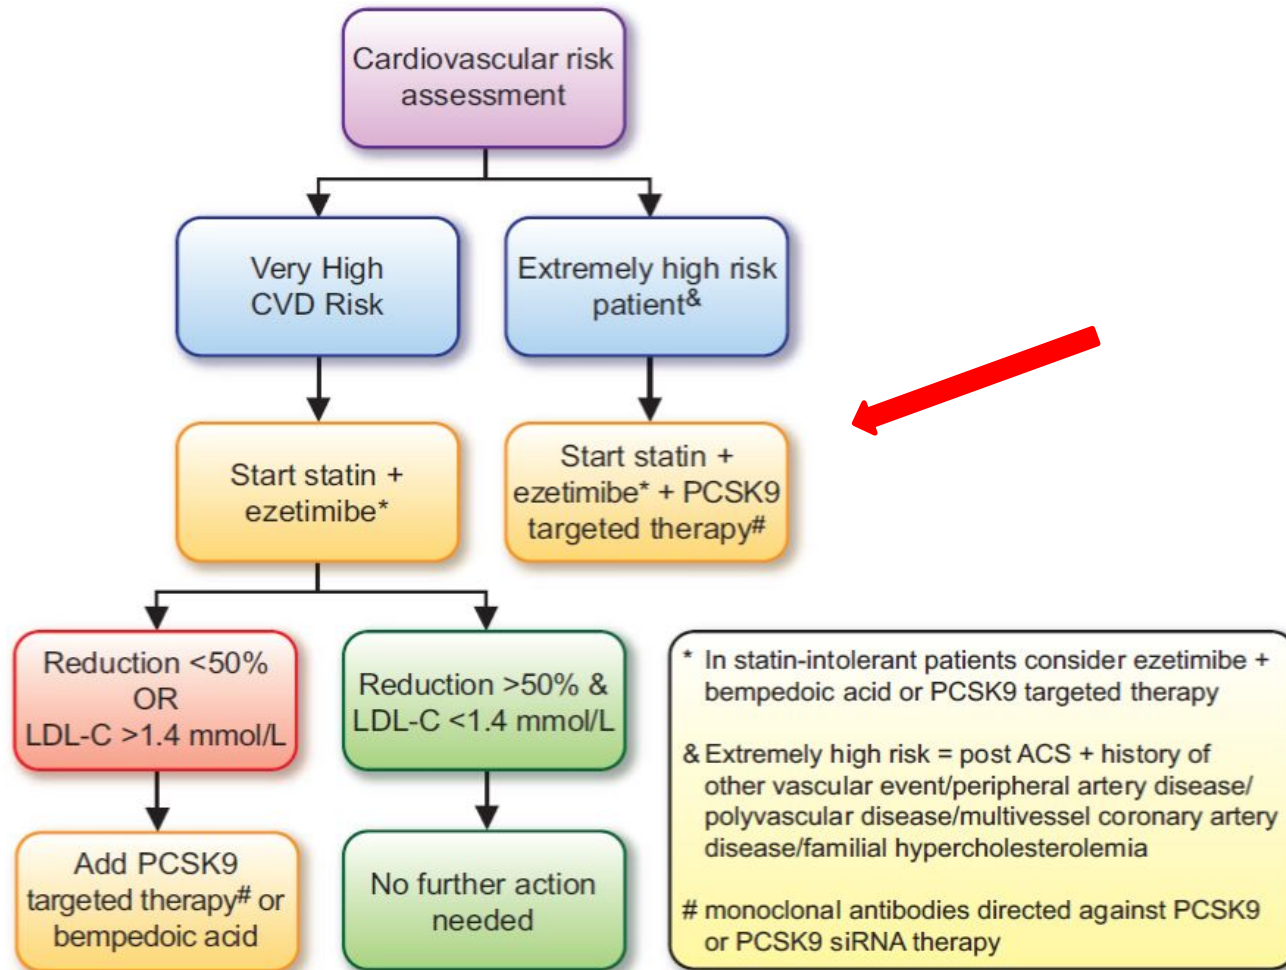 Cardiovascular risk
assessment
Very High
CVD Risk
Extremely high risk
patient&
Start statin +
ezetimibe*
Start statin +
ezetimibe* + PCSK9
targeted therapy#
Reduction <50%
OR
LDL-C >1.4 mmol/L
Reduction >50% &
LDL-C <1.4 mmol/L
Add PCSK9
targeted therapy# or
bempedoic acid
No further action
needed
* In statin-intolerant patients consider ezetimibe +
bempedoic acid or PCSK9 targeted therapy
& Extremely high risk = post ACS + history of
other vascular event/peripheral artery disease/
polyvascular disease/multivessel coronary artery
disease/familial hypercholesterolemia
# monoclonal antibodies directed against PCSK9
or PCSK9 siRNA therapy